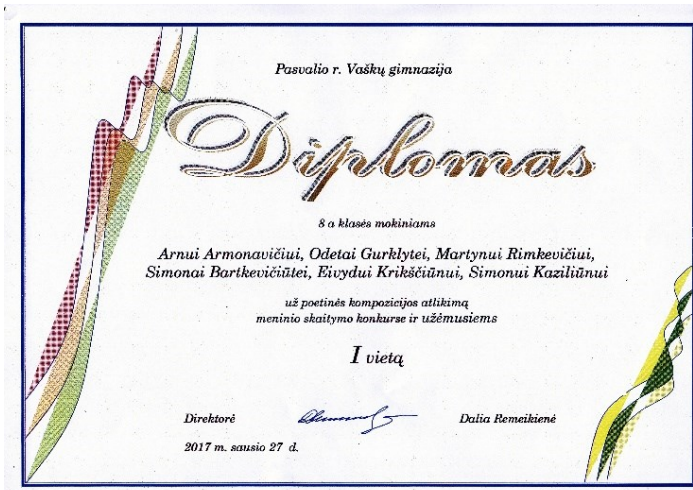 Pasvalio r. Vaškų gimnazija
Diplomas
8 a klasės mokiniams
Arnui Armonavičiui, Odetai Gurklytei, Martynui Rimkevičiui,
Simonai Bartkevičiūtei, Eivydui Krikščiūnui, Simonui Kaziliūnui
už poetinės kompozicijos atlikimą
meninio skaitymo konkurse ir užėmusiems
I vietą
Direktorė Dalia Remeikienė
2017 m. sausio 27 d.